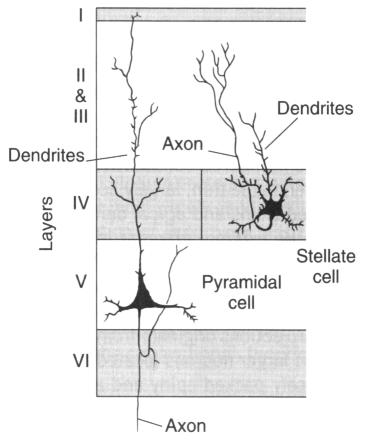 I
II
&
III
Dendrites
Axon
Dendrites
Layers
IV
Stellate
cell
V
Pyramidal
cell
VI
Axon